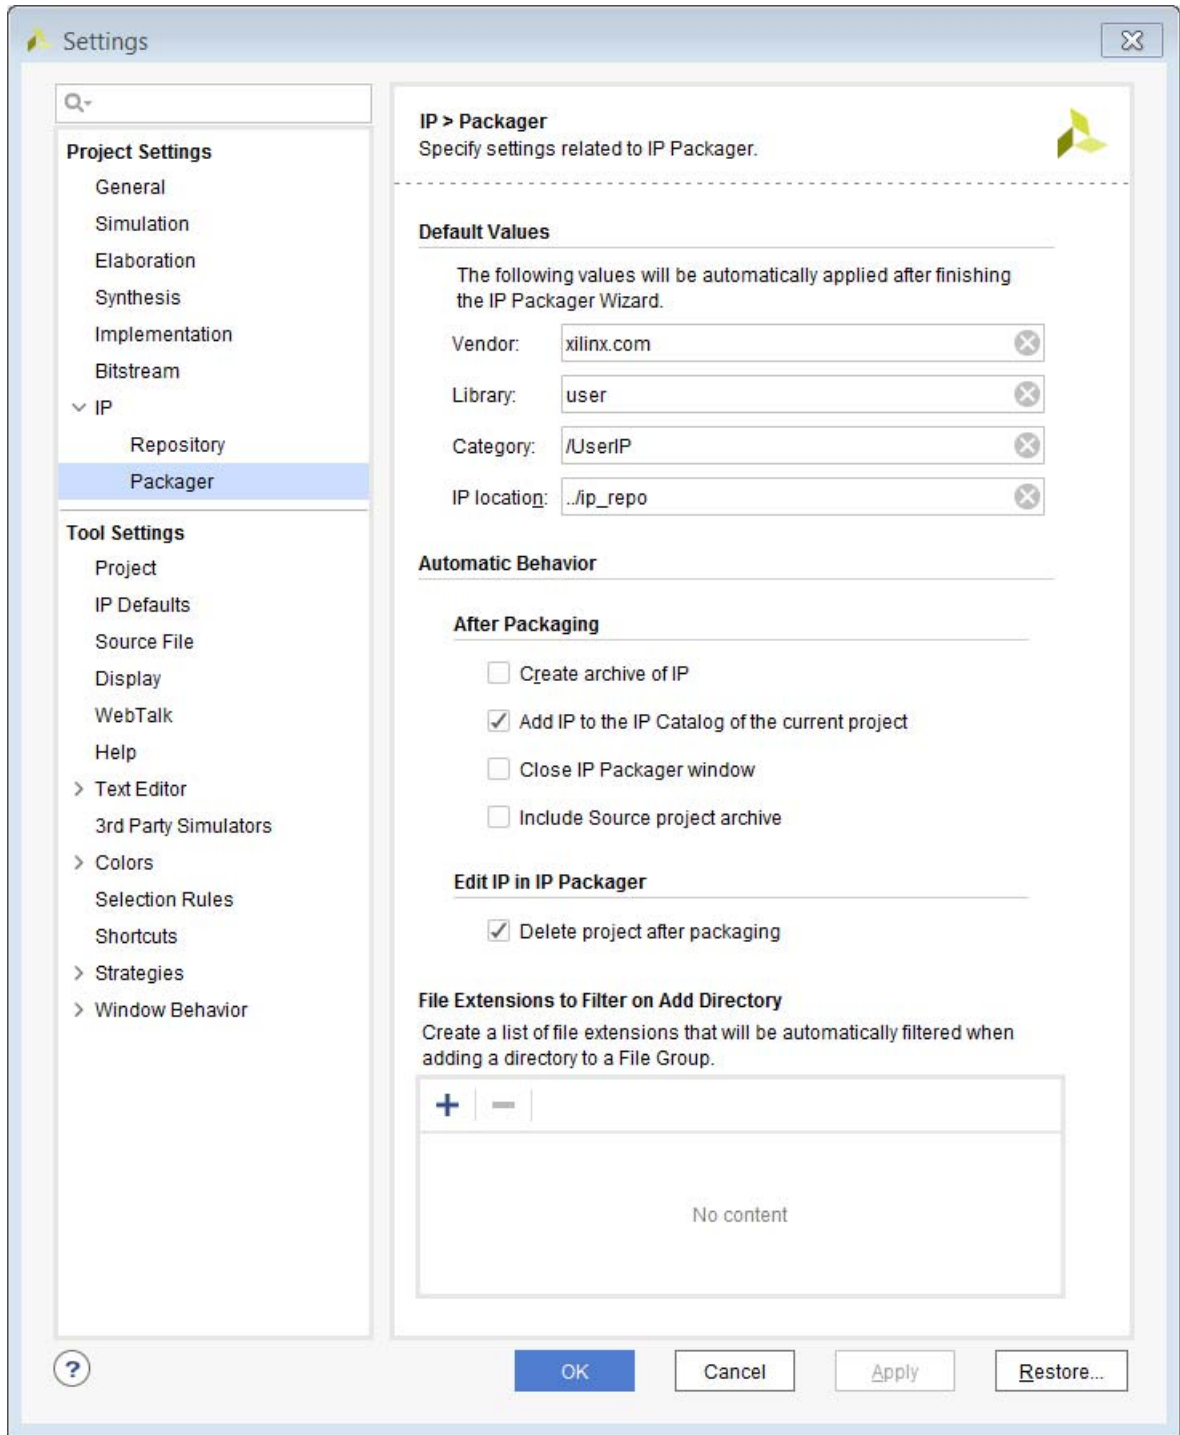 Settings
Project Settings
General
Simulation
Elaboration
Synthesis
Implementation
Bitstream
IP
Repository
Packager
Tool Settings
Project
IP Defaults
Source File
Display
WebTalk
Help
Text Editor
3rd Party Simulators
Colors
Selection Rules
Shortcuts
Strategies
Window Behavior
IP > Packager
Specify settings related to IP Packager.
Default Values
The following values will be automatically applied after finishing
the IP Packager Wizard.
Vendor: xilinx.com
Library: user
Category: /UserIP
IP location: ../ip_repo
Automatic Behavior
After Packaging
Create archive of IP
Add IP to the IP Catalog of the current project
Close IP Packager window
Include Source project archive
Edit IP in IP Packager
Delete project after packaging
File Extensions to Filter on Add Directory
Create a list of file extensions that will be automatically filtered when
adding a directory to a File Group.
No content
? OK Cancel Apply Restore...